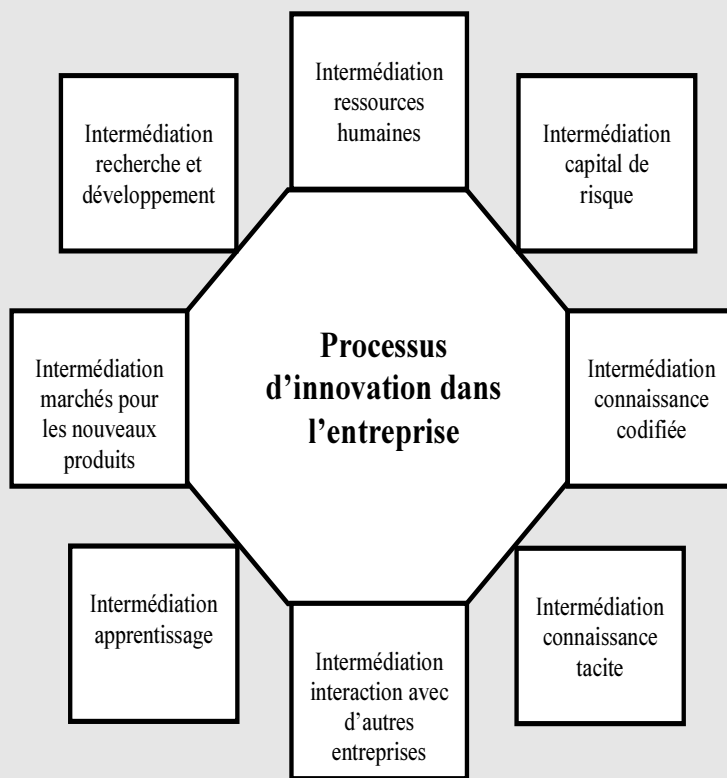 Intermédiation
ressources
humaines
Intermédiation
recherche et
développement
Intermédiation
capital de
risque
Processus
d’innovation dans
l’entreprise
Intermédiation
marchés pour
les nouveaux
produits
Intermédiation
connaissance
codifiée
Intermédiation
apprentissage
Intermédiation
connaissance
tacite
Intermédiation
interaction avec
d’autres
entreprises